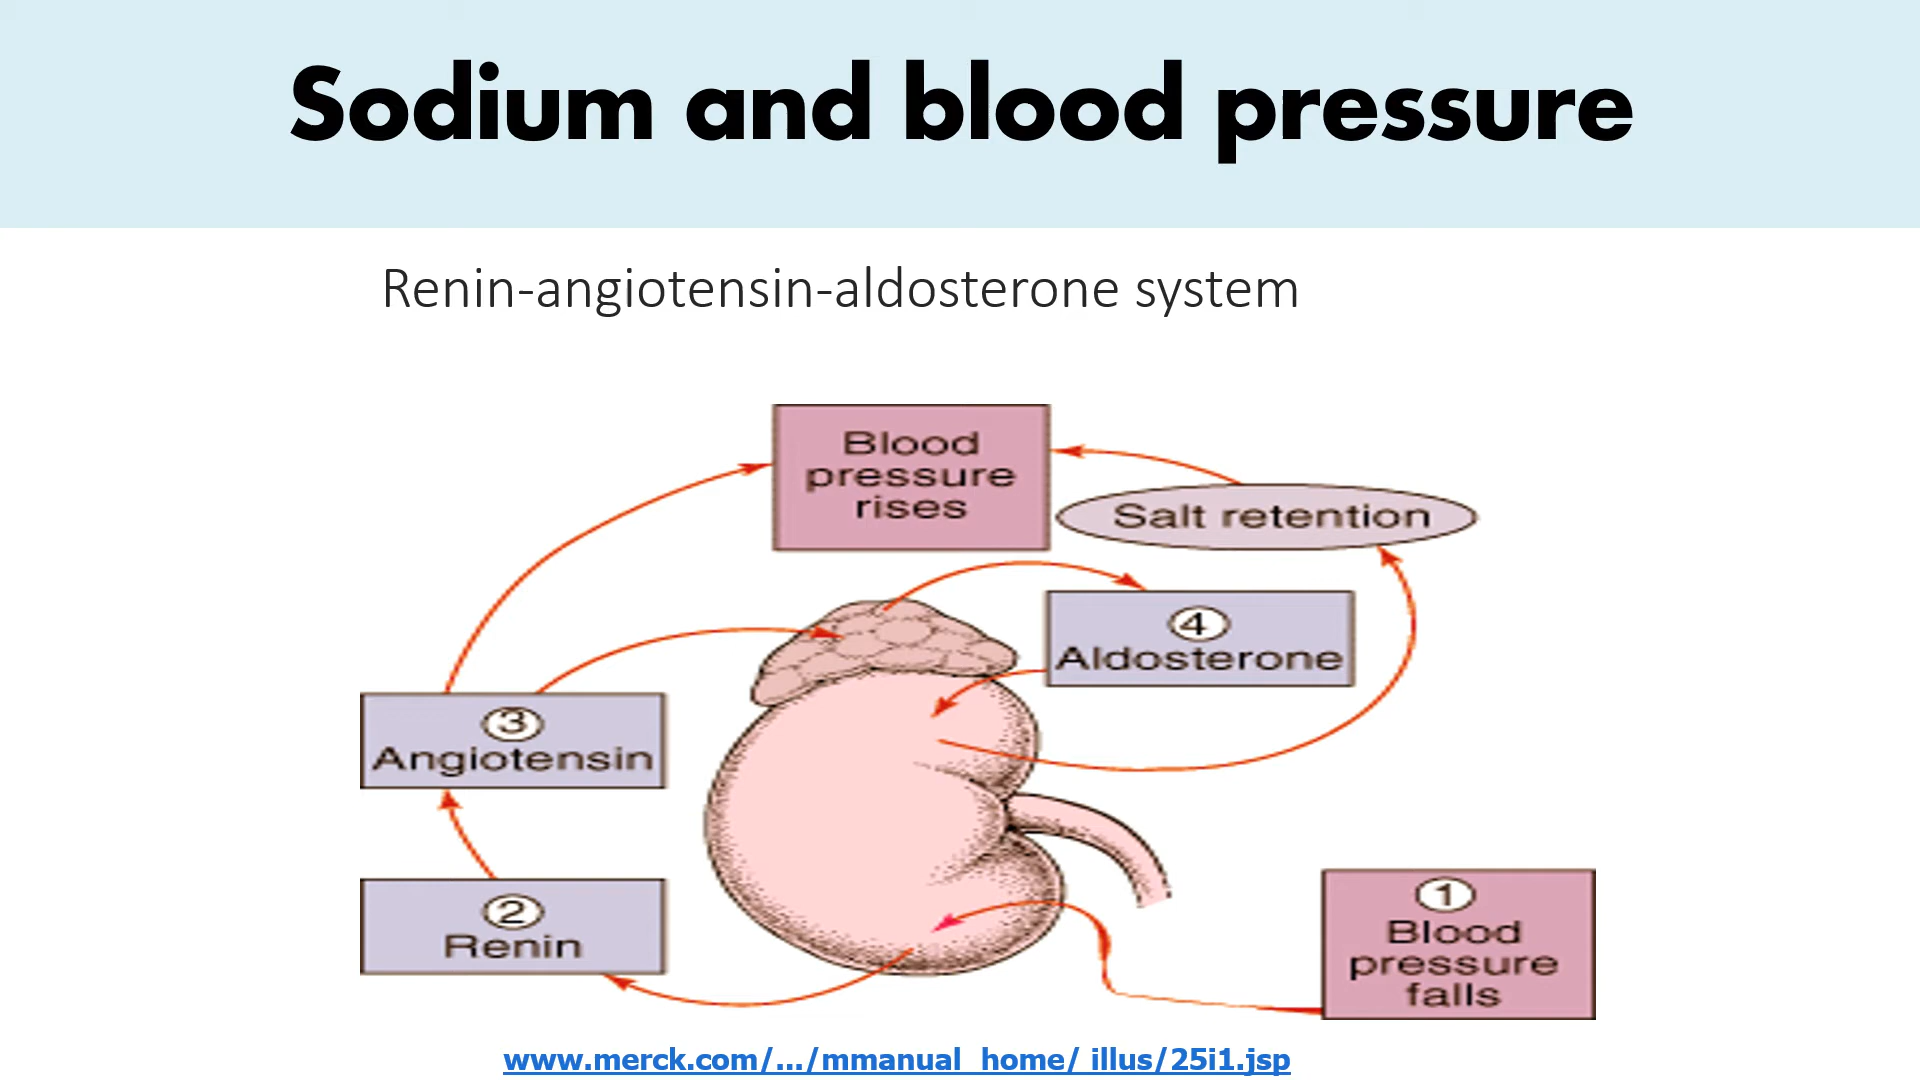 Sodium and blood pressure
Renin-angiotensin-aldosterone system
Blood
pressure
rises
Salt retention
4
Aldosterone
3
Angiotensin
2
Renin
1
Blood
pressure
falls
www.merck.com/.../mmanual_home/ illus/25i1.jsp